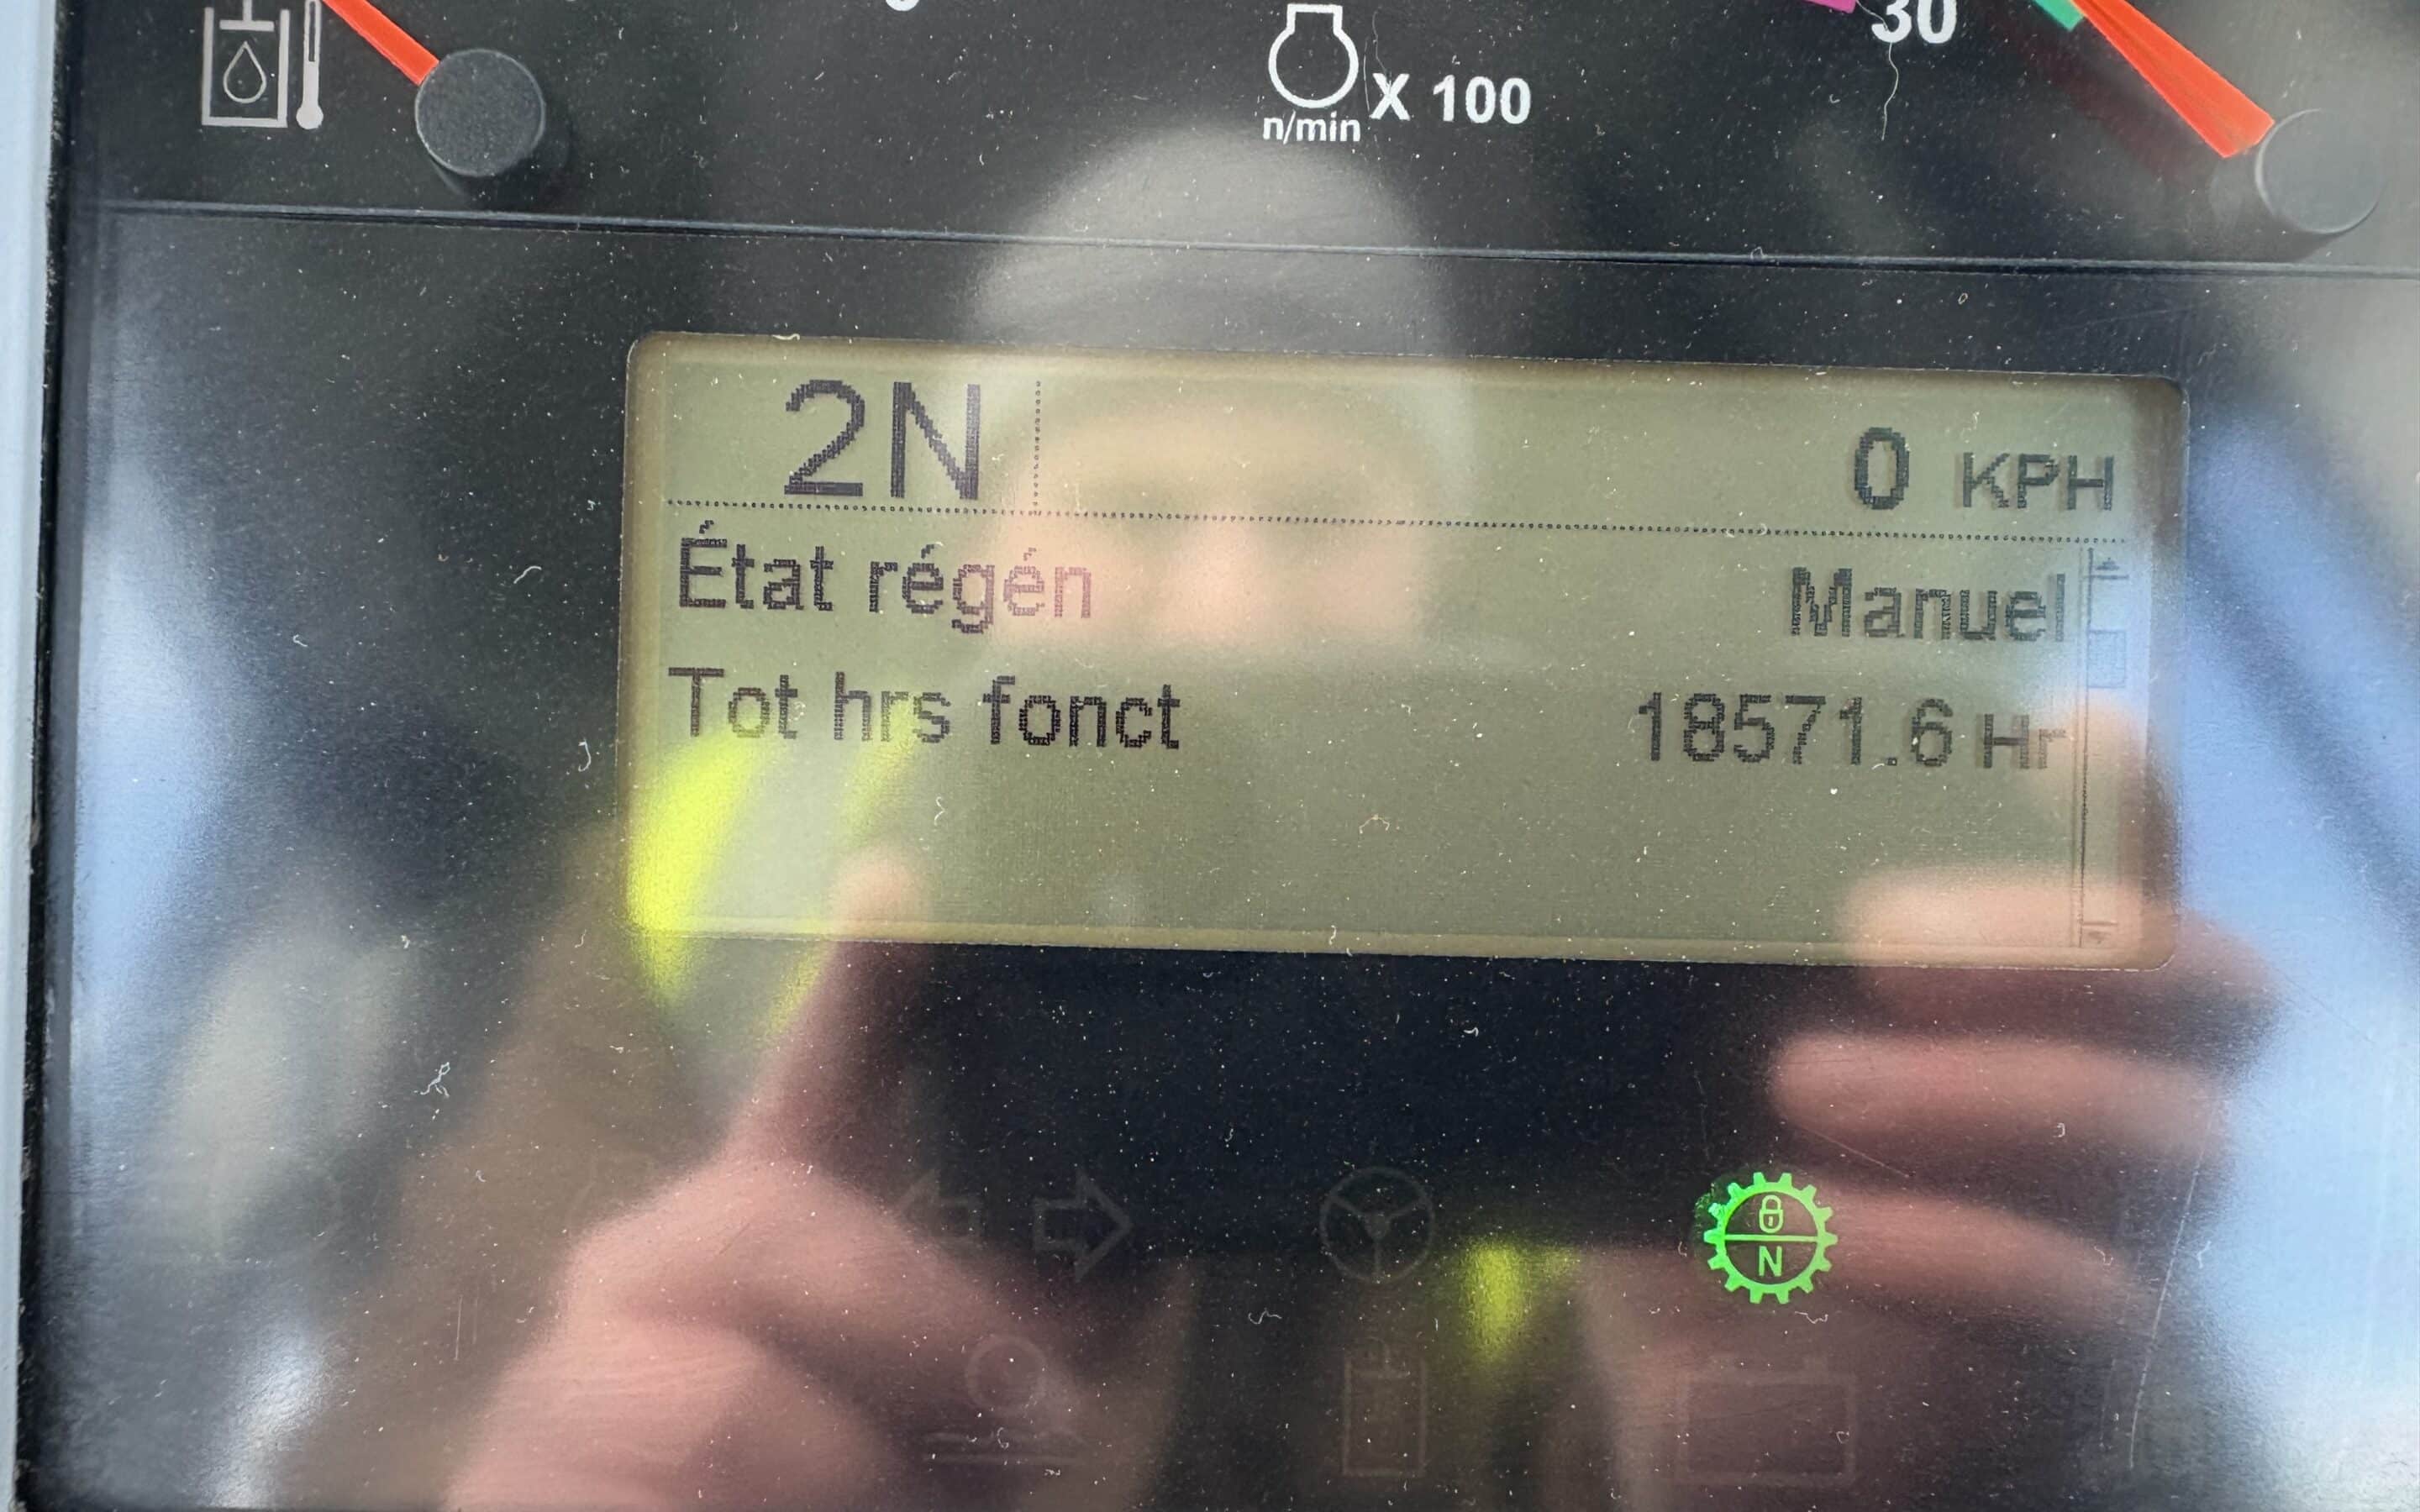 30
X 100
n/min
2N
0 KPH
État régén Manuel
Tot hrs fonct 18571.6 Hr
N